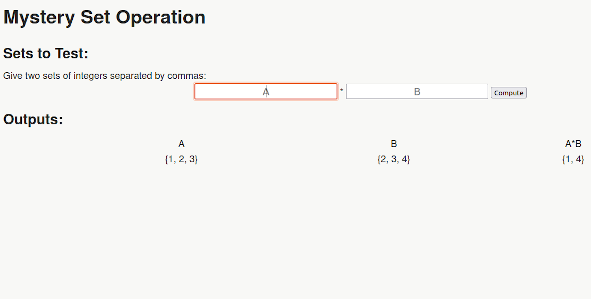 Mystery Set Operation
Sets to Test:
Give two sets of integers separated by commas:
A * B Compute
Outputs:
A B A*B
{1, 2, 3} {2, 3, 4} {1, 4}